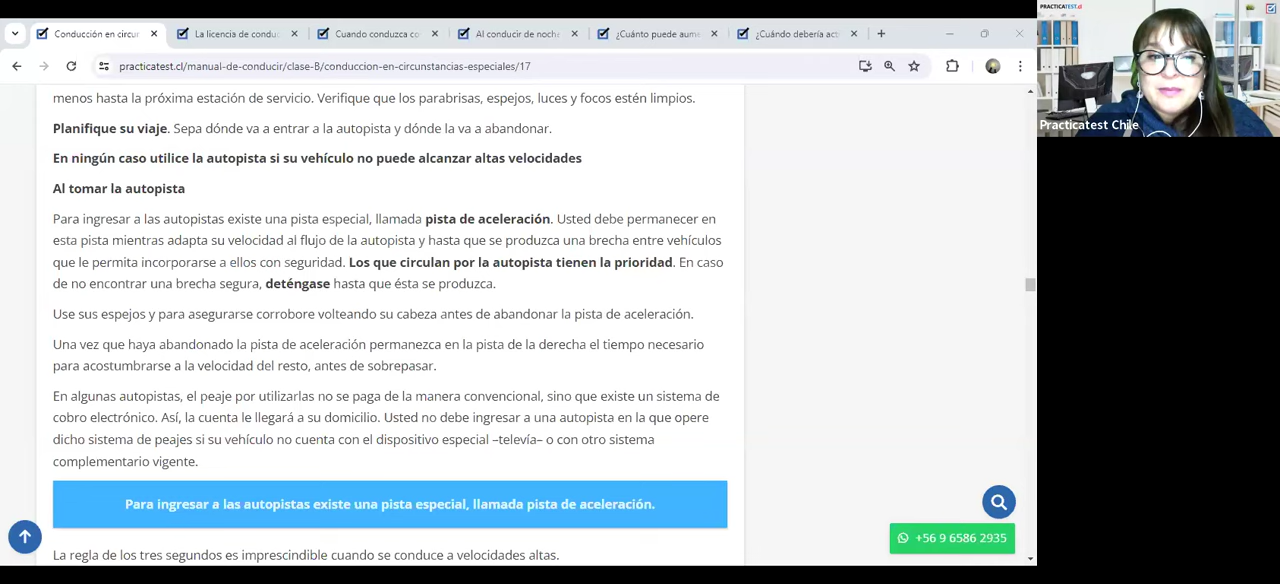 Conducción en circur
La licencia de conduc
Cuando conduzca co
Al conducir de noche
¿Cuánto puede aume
¿Cuándo debería act
practicatest.cl/manual-de-conducir/clase-B/conduccion-en-circunstancias-especiales/17
PRACTICATEST.cl
Practicatest Chile
menos hasta la próxima estación de servicio. Verifique que los parabrisas, espejos, luces y focos estén limpios.
Planifique su viaje. Sepa dónde va a entrar a la autopista y dónde la va a abandonar.
En ningún caso utilice la autopista si su vehículo no puede alcanzar altas velocidades
Al tomar la autopista
Para ingresar a las autopistas existe una pista especial, llamada pista de aceleración. Usted debe permanecer en
esta pista mientras adapta su velocidad al flujo de la autopista y hasta que se produzca una brecha entre vehículos
que le permita incorporarse a ellos con seguridad. Los que circulan por la autopista tienen la prioridad. En caso
de no encontrar una brecha segura, deténgase hasta que ésta se produzca.
Use sus espejos y para asegurarse corrobore volteando su cabeza antes de abandonar la pista de aceleración.
Una vez que haya abandonado la pista de aceleración permanezca en la pista de la derecha el tiempo necesario
para acostumbrarse a la velocidad del resto, antes de sobrepasar.
En algunas autopistas, el peaje por utilizarlas no se paga de la manera convencional, sino que existe un sistema de
cobro electrónico. Así, la cuenta le llegará a su domicilio. Usted no debe ingresar a una autopista en la que opere
dicho sistema de peajes si su vehículo no cuenta con el dispositivo especial –televía– o con otro sistema
complementario vigente.
Para ingresar a las autopistas existe una pista especial, llamada pista de aceleración.
+56 9 6586 2935
La regla de los tres segundos es imprescindible cuando se conduce a velocidades altas.